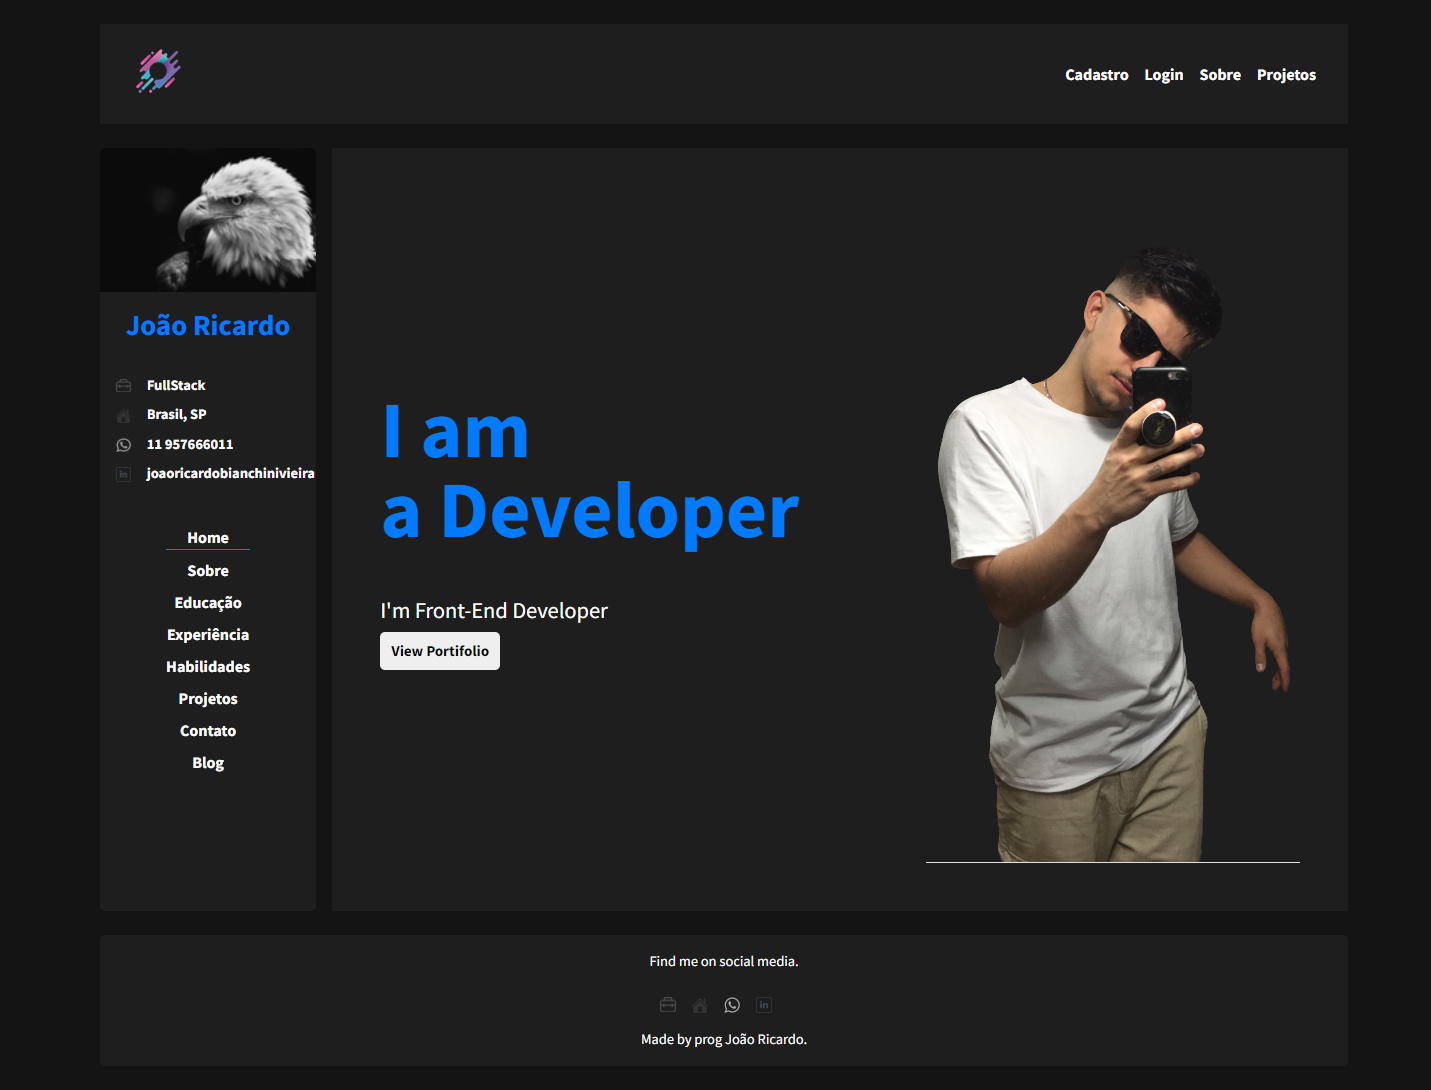 Cadastro Login Sobre Projetos
João Ricardo
FullStack
Brasil, SP
11 957666011
joaoricardobianchinivieira
Home
Sobre
Educação
Experiência
Habilidades
Projetos
Contato
Blog
I am
a Developer
I'm Front-End Developer
View Portifolio
Find me on social media.
in
Made by prog João Ricardo.